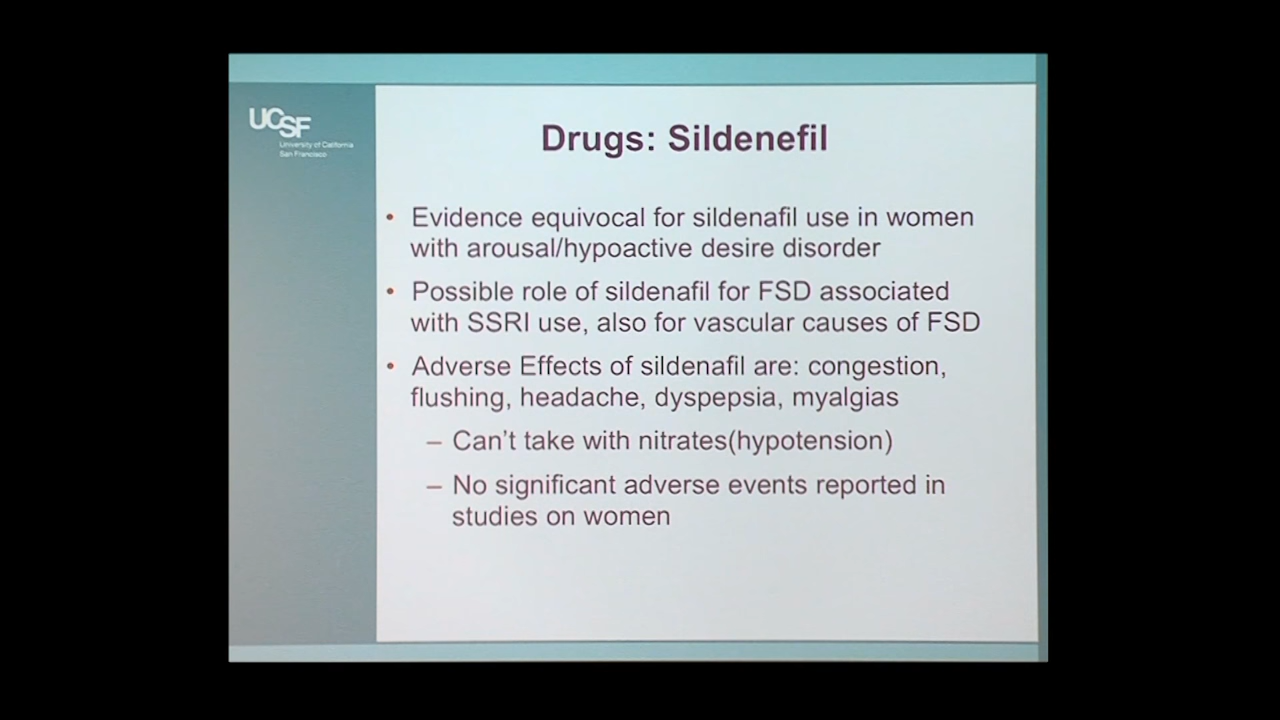 UCSF
University of California
San Francisco
Drugs: Sildenefil
• Evidence equivocal for sildenafil use in women
with arousal/hypoactive desire disorder
• Possible role of sildenafil for FSD associated
with SSRI use, also for vascular causes of FSD
• Adverse Effects of sildenafil are: congestion,
flushing, headache, dyspepsia, myalgias
– Can't take with nitrates(hypotension)
– No significant adverse events reported in
studies on women